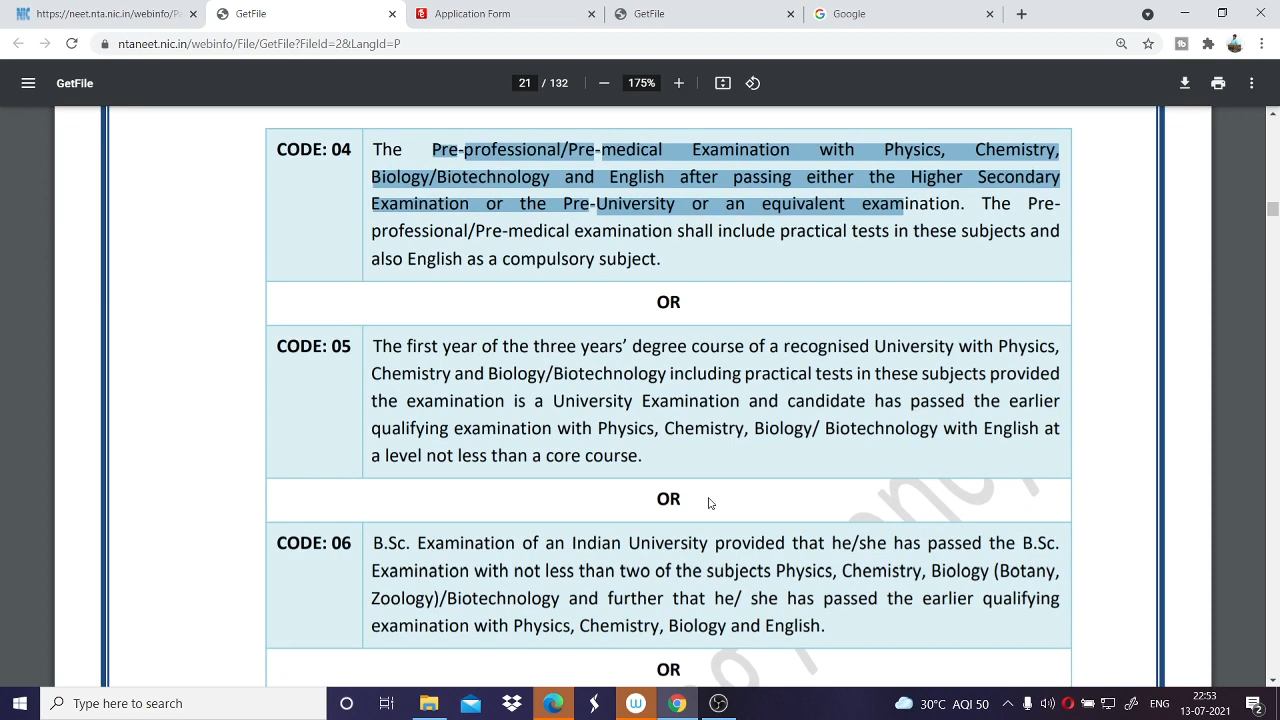 https://neet.nta.nic.in/webinfo/Pa
GetFile
Application Form
GetFile
Google
ntaneet.nic.in/webinfo/File/GetFile?FileId=2&LangId=P
GetFile
21 / 132
175%
CODE: 04
The Pre-professional/Pre-medical Examination with Physics, Chemistry,
Biology/Biotechnology and English after passing either the Higher Secondary
Examination or the Pre-University or an equivalent examination. The Pre-
professional/Pre-medical examination shall include practical tests in these subjects and
also English as a compulsory subject.
OR
CODE: 05
The first year of the three years’ degree course of a recognised University with Physics,
Chemistry and Biology/Biotechnology including practical tests in these subjects provided
the examination is a University Examination and candidate has passed the earlier
qualifying examination with Physics, Chemistry, Biology/ Biotechnology with English at
a level not less than a core course.
OR
CODE: 06
B.Sc. Examination of an Indian University provided that he/she has passed the B.Sc.
Examination with not less than two of the subjects Physics, Chemistry, Biology (Botany,
Zoology)/Biotechnology and further that he/ she has passed the earlier qualifying
examination with Physics, Chemistry, Biology and English.
OR
Type here to search
30°C AQI 50
ENG
22:53
13-07-2021